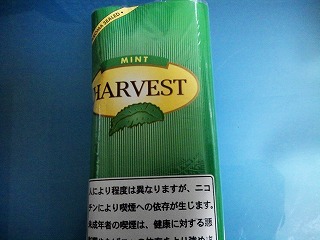 MINT
HARVEST
人により程度は異なりますが、ニコ
チンにより喫煙への依存が生じます。
未成年者の喫煙は、健康に対する悪